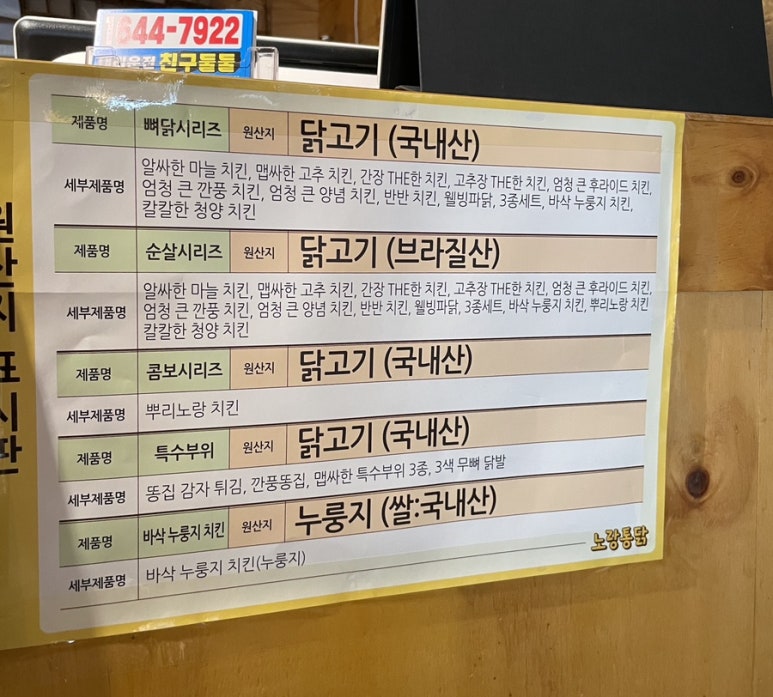 1644-7922
대리운전 친구둘둘
원산지 표시판
제품명 뼈닭시리즈 원산지 닭고기 (국내산)
세부제품명 알싸한 마늘 치킨, 맵싸한 고추 치킨, 간장 THE한 치킨, 고추장 THE한 치킨, 엄청 큰 후라이드 치킨,
엄청 큰 깐풍 치킨, 엄청 큰 양념 치킨, 반반 치킨, 웰빙파닭, 3종세트, 바삭 누룽지 치킨,
칼칼한 청양 치킨
제품명 순살시리즈 원산지 닭고기 (브라질산)
세부제품명 알싸한 마늘 치킨, 맵싸한 고추 치킨, 간장 THE한 치킨, 고추장 THE한 치킨, 엄청 큰 후라이드 치킨,
엄청 큰 깐풍 치킨, 엄청 큰 양념 치킨, 반반 치킨, 웰빙파닭, 3종세트, 바삭 누룽지 치킨, 뿌리노랑 치킨
칼칼한 청양 치킨
제품명 콤보시리즈 원산지 닭고기 (국내산)
세부제품명 뿌리노랑 치킨
제품명 특수부위 원산지 닭고기 (국내산)
세부제품명 똥집 감자 튀김, 깐풍똥집, 맵싸한 특수부위 3종, 3색 무뼈 닭발
제품명 바삭 누룽지 치킨 원산지 누룽지 (쌀:국내산)
세부제품명 바삭 누룽지 치킨(누룽지)
노랑통닭